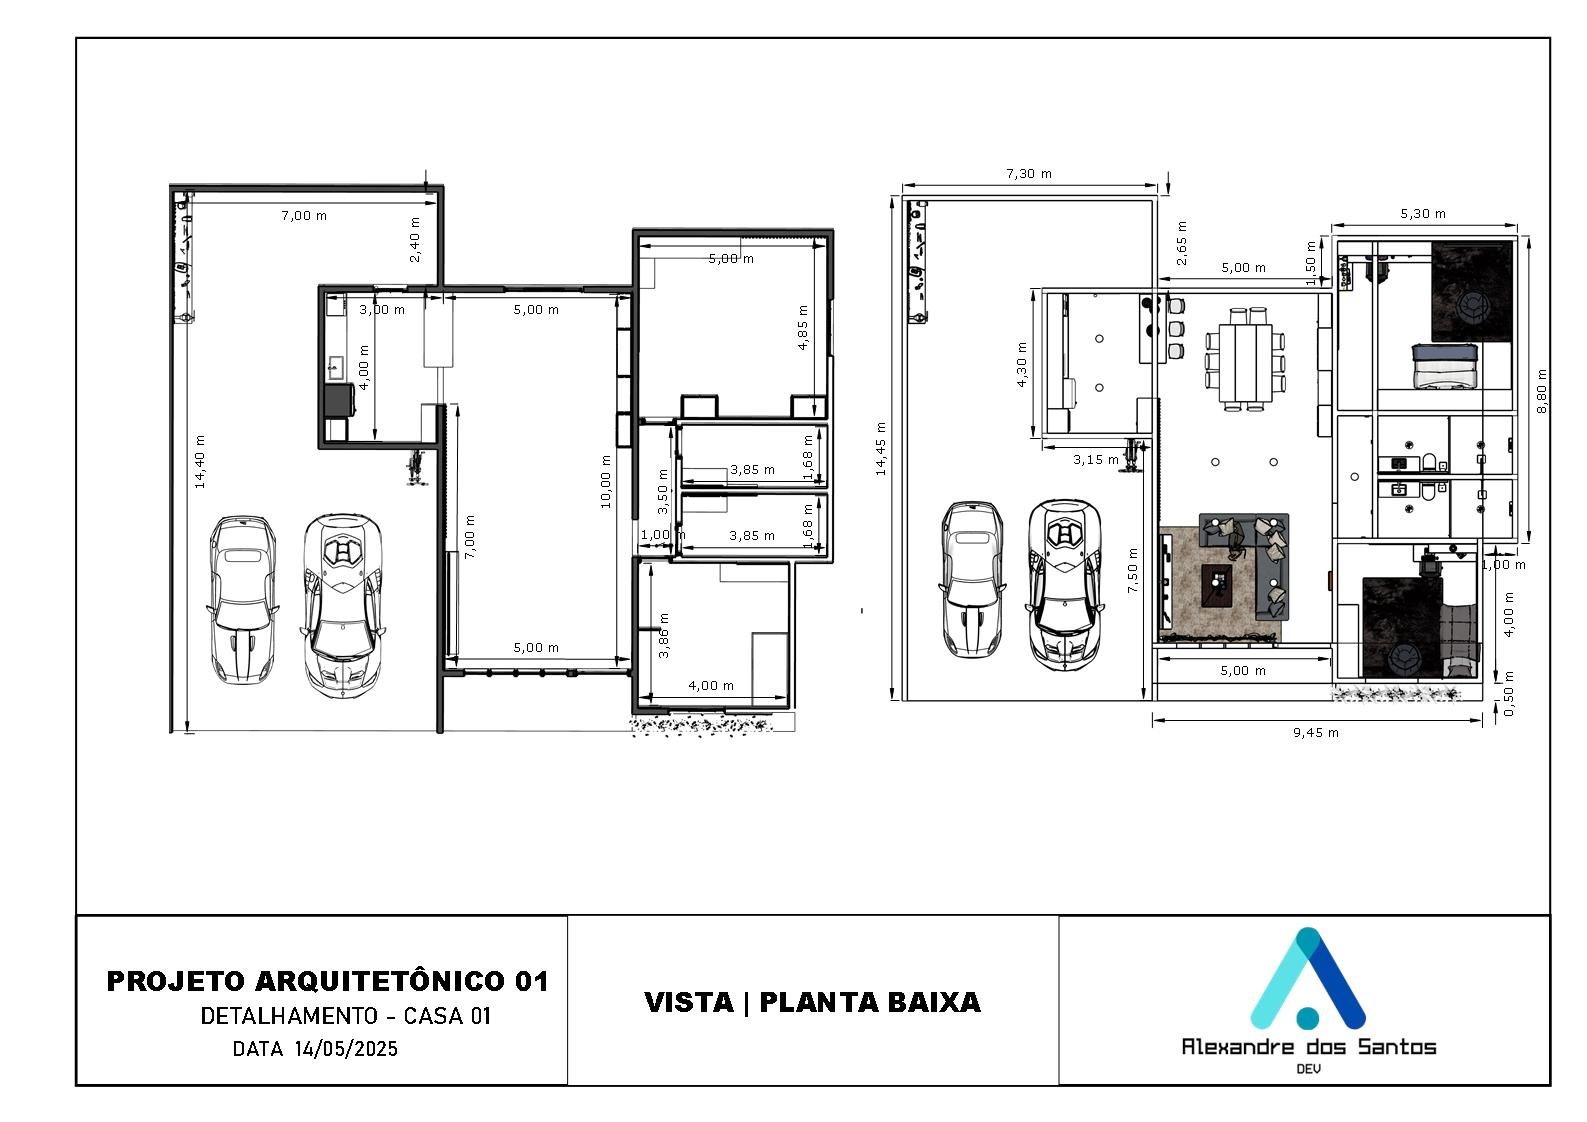 7,00 m
2,40 m
3,00 m
5,00 m
4,00 m
14,40 m
7,00 m
10,00 m
5,00 m
5,00 m
4,85 m
3,85 m
1,68 m
3,50 m
1,00 m
3,85 m
1,68 m
3,86 m
4,00 m
7,30 m
2,65 m
5,00 m
1,50 m
5,30 m
4,30 m
14,45 m
3,15 m
7,50 m
8,80 m
1,00 m
4,00 m
5,00 m
0,50 m
9,45 m
PROJETO ARQUITETÔNICO 01
DETALHAMENTO - CASA 01
DATA 14/05/2025
VISTA | PLANTA BAIXA
Alexandre dos Santos
DEV